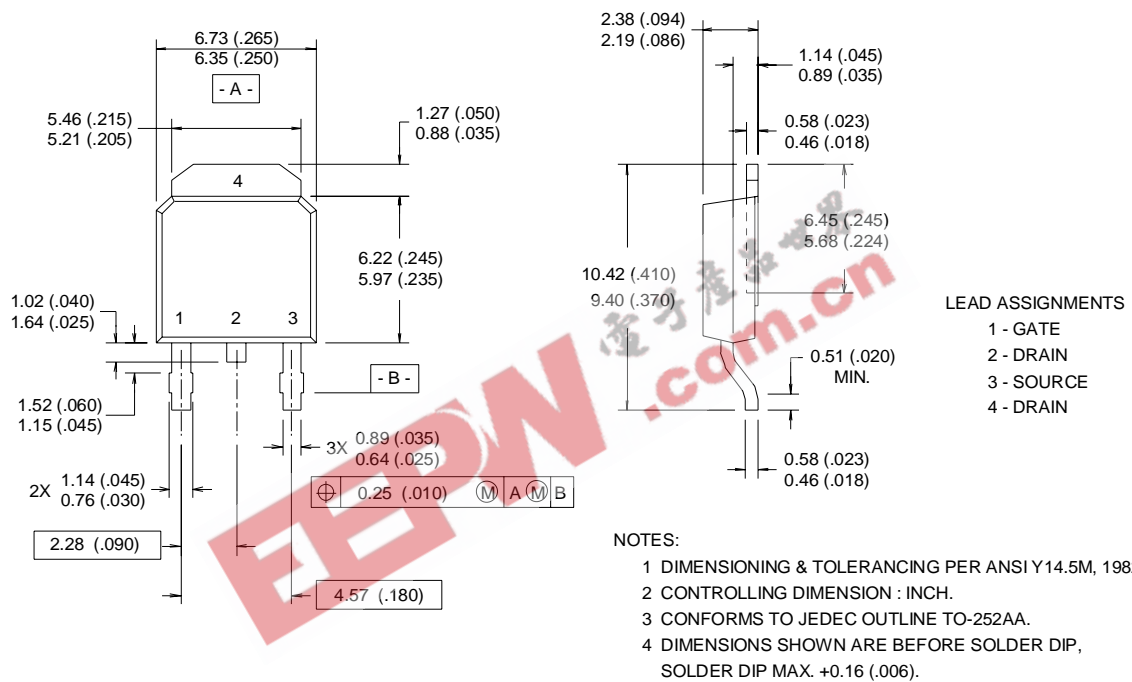 6.73 (.265)
6.35 (.250)
- A -
5.46 (.215)
5.21 (.205)
1.27 (.050)
0.88 (.035)
4
6.22 (.245)
5.97 (.235)
1.02 (.040)
1.64 (.025)
1 2 3
- B -
1.52 (.060)
1.15 (.045)
3X 0.89 (.035)
0.64 (.025)
2X 1.14 (.045)
0.76 (.030)
0.25 (.010) M A M B
2.28 (.090)
4.57 (.180)
2.38 (.094)
2.19 (.086)
1.14 (.045)
0.89 (.035)
0.58 (.023)
0.46 (.018)
6.45 (.245)
5.68 (.224)
10.42 (.410)
9.40 (.370)
0.51 (.020)
MIN.
0.58 (.023)
0.46 (.018)
LEAD ASSIGNMENTS
1 - GATE
2 - DRAIN
3 - SOURCE
4 - DRAIN
NOTES:
1 DIMENSIONING & TOLERANCING PER ANSI Y14.5M, 198
2 CONTROLLING DIMENSION : INCH.
3 CONFORMS TO JEDEC OUTLINE TO-252AA.
4 DIMENSIONS SHOWN ARE BEFORE SOLDER DIP,
SOLDER DIP MAX. +0.16 (.006).
EEPW .com.cn
電子產品世界